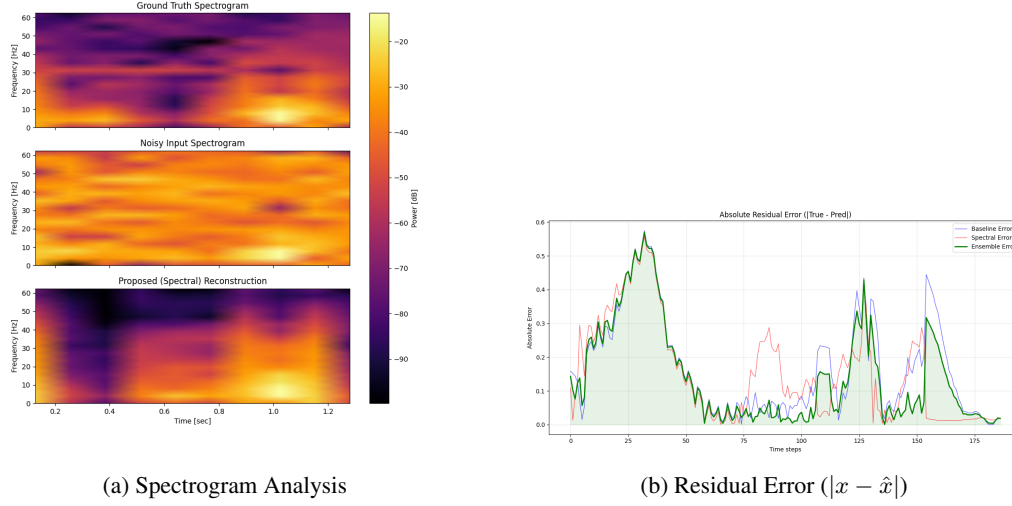 Ground Truth Spectrogram
Frequency [Hz]
60
50
40
30
20
10
0
Noisy Input Spectrogram
Frequency [Hz]
60
50
40
30
20
10
0
Proposed (Spectral) Reconstruction
Frequency [Hz]
60
50
40
30
20
10
0
0.2 0.4 0.6 0.8 1.0 1.2
Time [sec]
−20
−30
−40
−50
−60
−70
−80
−90
Power [dB]
Absolute Residual Error (|True - Pred|)
Baseline Error
Spectral Error
Ensemble Error
Absolute Error
0.6
0.5
0.4
0.3
0.2
0.1
0.0
0 25 50 75 100 125 150 175
Time steps
(a) Spectrogram Analysis
(b) Residual Error (|x − x̂|)